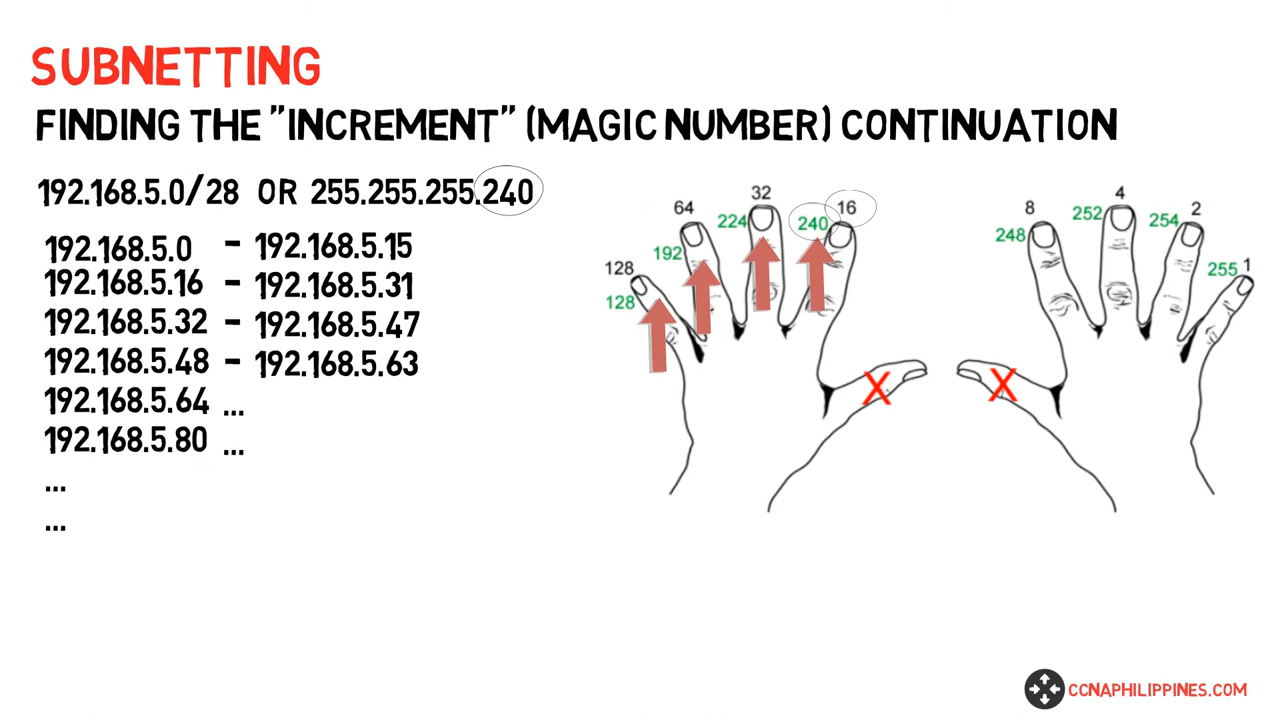 SUBNETTING
FINDING THE "INCREMENT" (MAGIC NUMBER) CONTINUATION
192.168.5.0/28 OR 255.255.255.240
192.168.5.0 - 192.168.5.15
192.168.5.16 - 192.168.5.31
192.168.5.32 - 192.168.5.47
192.168.5.48 - 192.168.5.63
192.168.5.64 ...
192.168.5.80 ...
...
...
128
128
64
192
32
224
16
240
8
248
4
252
2
254
1
255
X
X
CCNAPHILIPPINES.COM